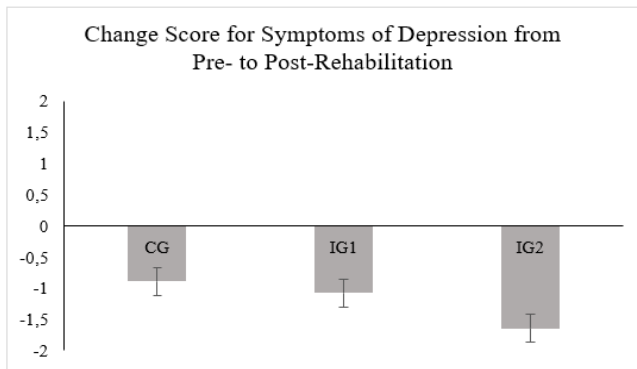 Change Score for Symptoms of Depression from
Pre- to Post-Rehabilitation
2
1,5
1
0,5
0
-0,5
-1
-1,5
-2
CG
IG1
IG2